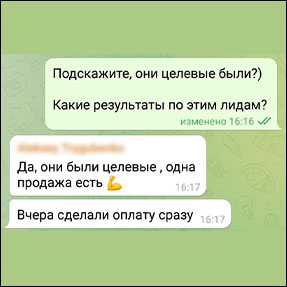 Подскажите, они целевые были?)
Какие результаты по этим лидам?
изменено 16:16
Да, они были целевые , одна
продажа есть 💪
16:17
Вчера сделали оплату сразу 16:17